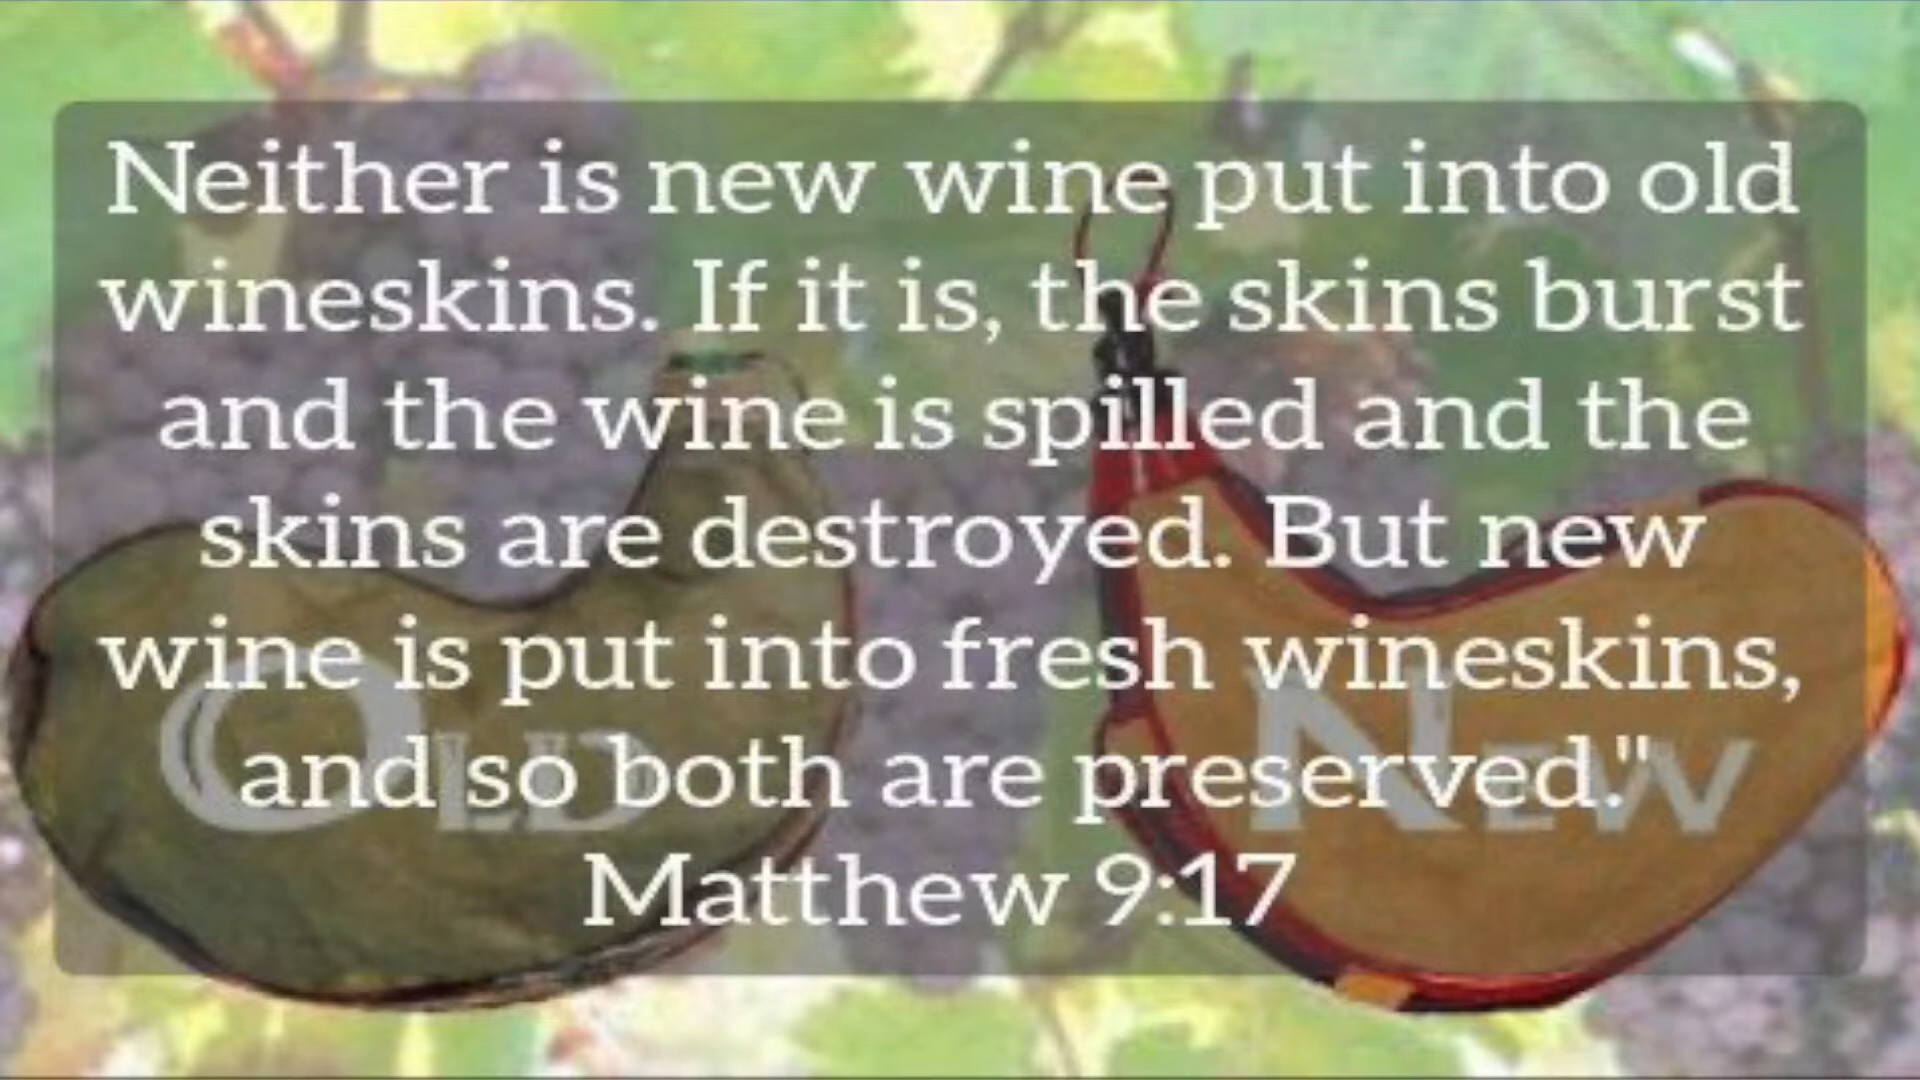 Neither is new wine put into old
wineskins. If it is, the skins burst
and the wine is spilled and the
skins are destroyed. But new
wine is put into fresh wineskins,
and so both are preserved."
Matthew 9:17
Old
New